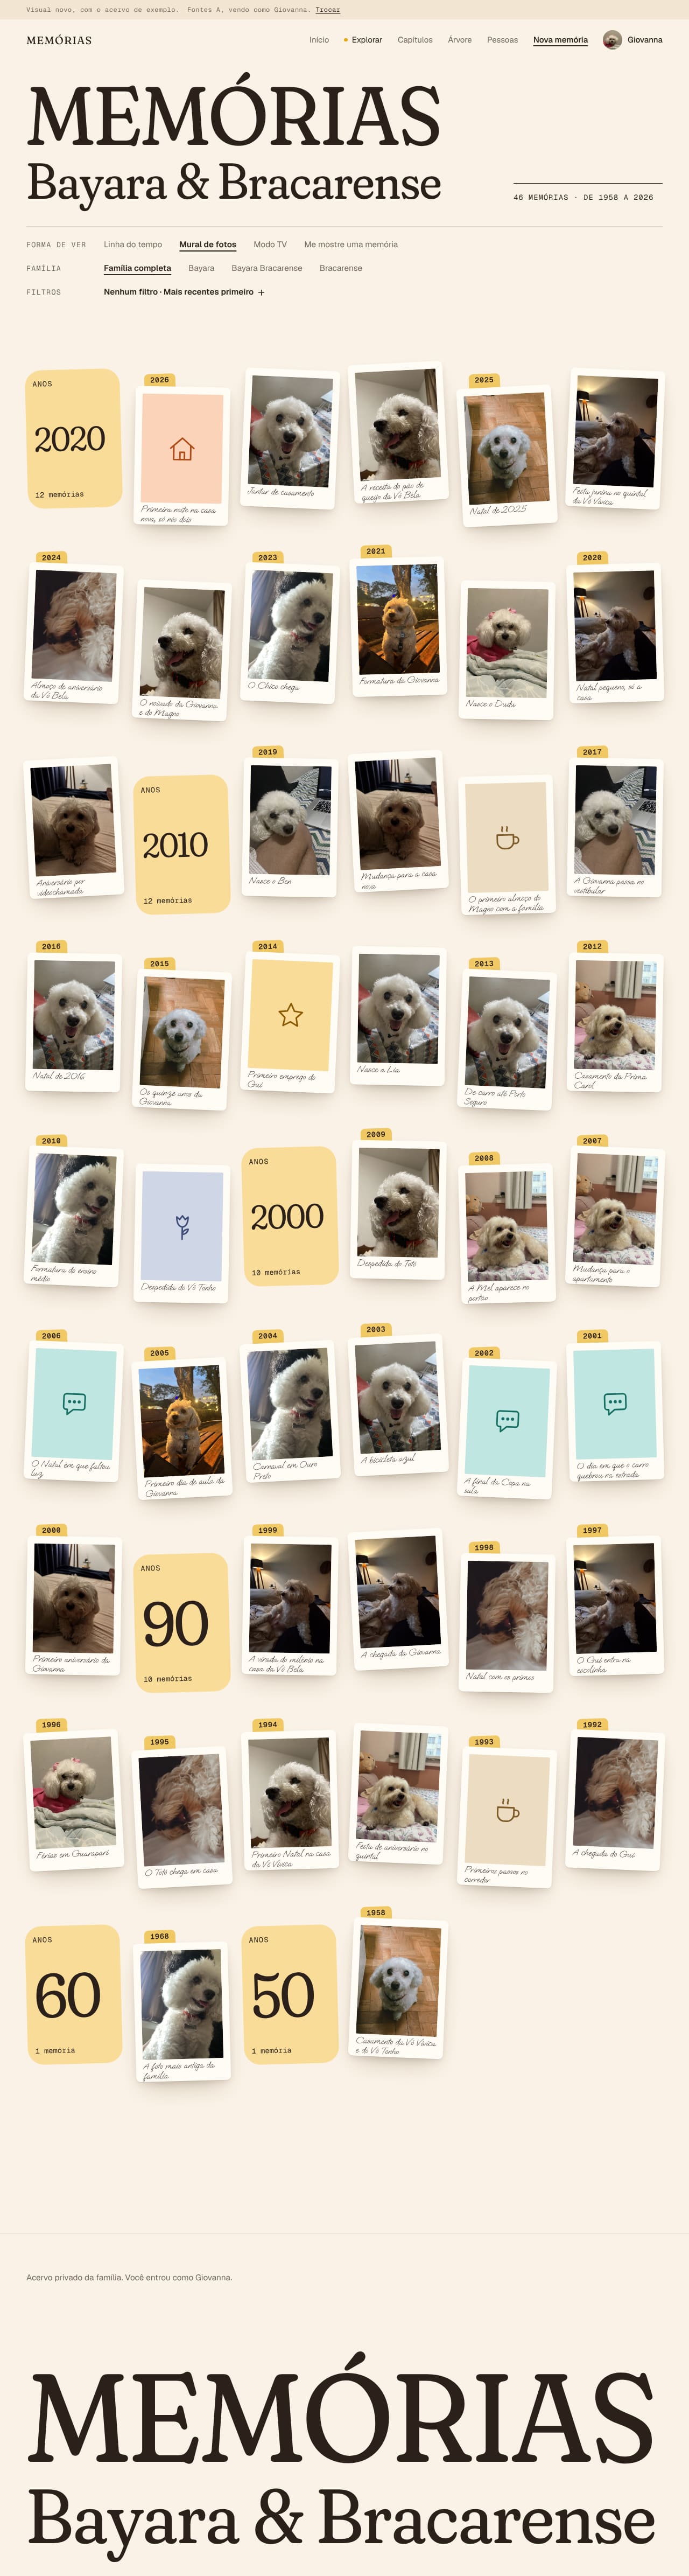 Visual novo, com o acervo de exemplo. Fontes A, vendo como Giovanna. Trocar
MEMÓRIAS
Início
Explorar
Capítulos
Árvore
Pessoas
Nova memória
Giovanna
MEMÓRIAS
Bayara & Bracarense
46 MEMÓRIAS · DE 1958 A 2026
FORMA DE VER
Linha do tempo
Mural de fotos
Modo TV
Me mostre uma memória
FAMÍLIA
Família completa
Bayara
Bayara Bracarense
Bracarense
FILTROS
Nenhum filtro · Mais recentes primeiro +
ANOS
2020
12 memórias
2026
Primeira noite na casa
nova, só nós dois
Jantar de casamento
A receita do pão de
queijo da Vó Bela
2025
Natal de 2025
Festa junina no quintal
da Vó Vávica
2024
Almoço de aniversário
da Vó Bela
O noivado da Giovanna
e do Magno
2023
O Chico chega
2021
Formatura da Giovanna
Nasce o Dudu
2020
Natal pequeno, só a
casa
Aniversário por
videochamada
ANOS
2010
12 memórias
2019
Nasce o Ben
Mudança para a casa
nova
O primeiro almoço do
Magno com a família
2017
A Giovanna passa no
vestibular
2016
Natal de 2016
2015
Os quinze anos da
Giovanna
2014
Primeiro emprego do
Gui
Nasce a Lia
2013
De carro até Porto
Seguro
2012
Casamento da Prima
Carol
2010
Formatura do ensino
médio
Despedida do Vô Tonho
ANOS
2000
10 memórias
2009
Despedida do Totó
2008
A Mel aparece no
portão
2007
Mudança para o
apartamento
2006
O Natal em que faltou
luz
2005
Primeiro dia de aula da
Giovanna
2004
Carnaval em Ouro
Preto
2003
A bicicleta azul
2002
A final da Copa na
sala
2001
O dia em que o carro
quebrou na estrada
2000
Primeiro aniversário da
Giovanna
ANOS
90
10 memórias
1999
A virada do milênio na
casa da Vó Bela
A chegada da Giovanna
1998
Natal com os primos
1997
O Gui entra na
escolinha
1996
Férias em Guarapari
1995
O Totó chega em casa
1994
Primeiro Natal na casa
da Vó Vávica
Festa de aniversário no
quintal
1993
Primeiros passos no
corredor
1992
A chegada do Gui
ANOS
60
1 memória
1968
A foto mais antiga da
família
ANOS
50
1 memória
1958
Casamento da Vó Vávica
e do Vô Tonho
Acervo privado da família. Você entrou como Giovanna.
MEMÓRIAS
Bayara & Bracarense